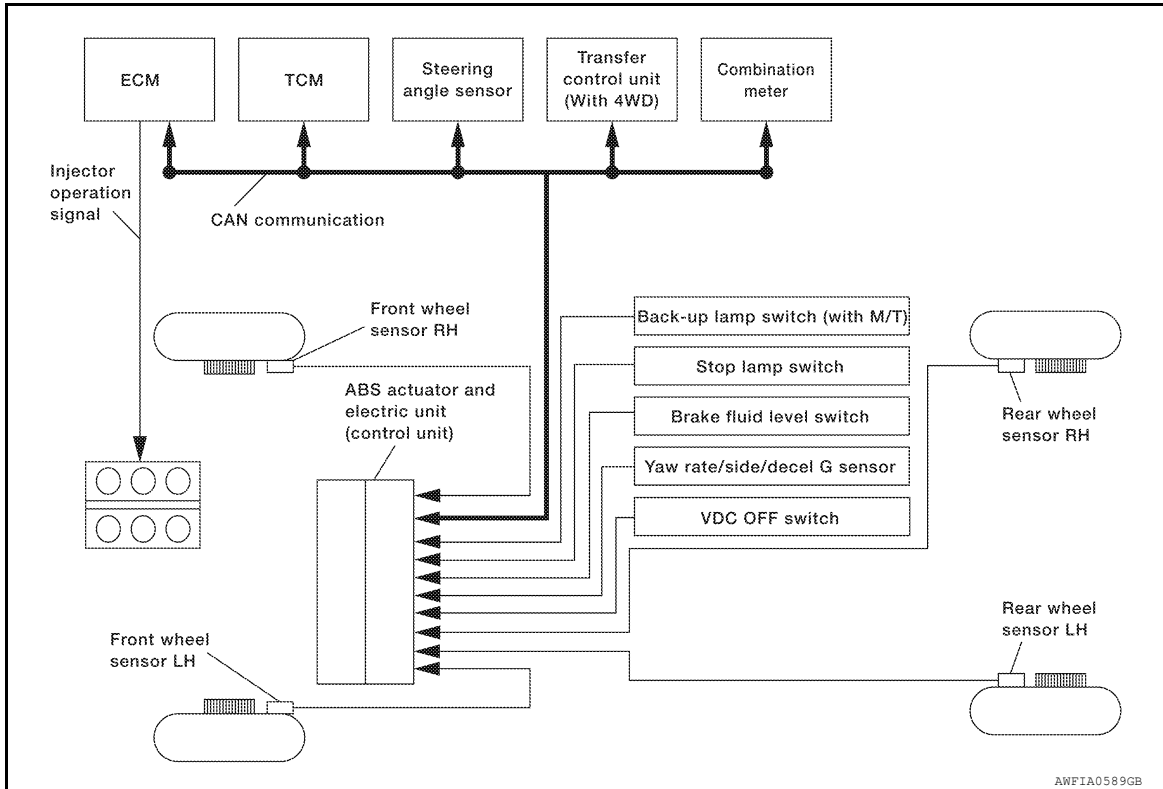 ECM
TCM
Steering
angle sensor
Transfer
control unit
(With 4WD)
Combination
meter
Injector
operation
signal
CAN communication
Front wheel
sensor RH
ABS actuator and
electric unit
(control unit)
Back-up lamp switch (with M/T)
Stop lamp switch
Brake fluid level switch
Yaw rate/side/decel G sensor
VDC OFF switch
Rear wheel
sensor RH
Front wheel
sensor LH
Rear wheel
sensor LH
AWFIA0589GB